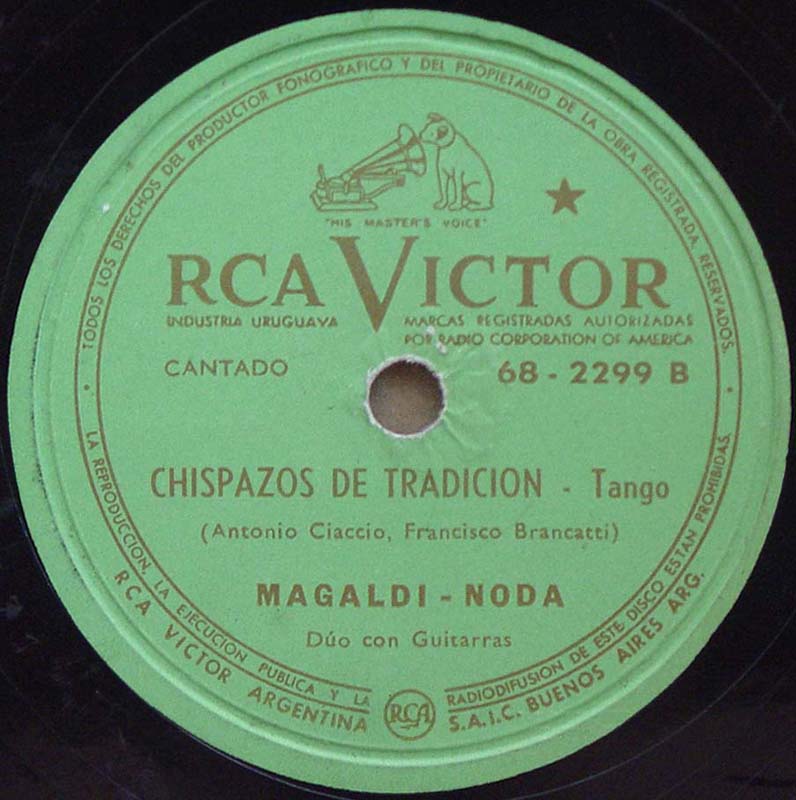 TODOS LOS DERECHOS DEL PRODUCTOR FONOGRAFICO Y DEL PROPIETARIO DE LA OBRA REGISTRADA, RESERVADOS.
"HIS MASTER'S VOICE"
RCA VICTOR
INDUSTRIA URUGUAYA
MARCAS REGISTRADAS AUTORIZADAS
POR RADIO CORPORATION OF AMERICA
CANTADO
68 - 2299 B
CHISPAZOS DE TRADICION - Tango
(Antonio Ciaccio, Francisco Brancatti)
MAGALDI - NODA
Dúo con Guitarras
LA REPRODUCCION, LA EJECUCION PUBLICA Y LA RADIODIFUSION DE ESTE DISCO ESTAN PROHIBIDAS.
RCA VICTOR ARGENTINA S.A.I.C. BUENOS AIRES ARG.
RCA